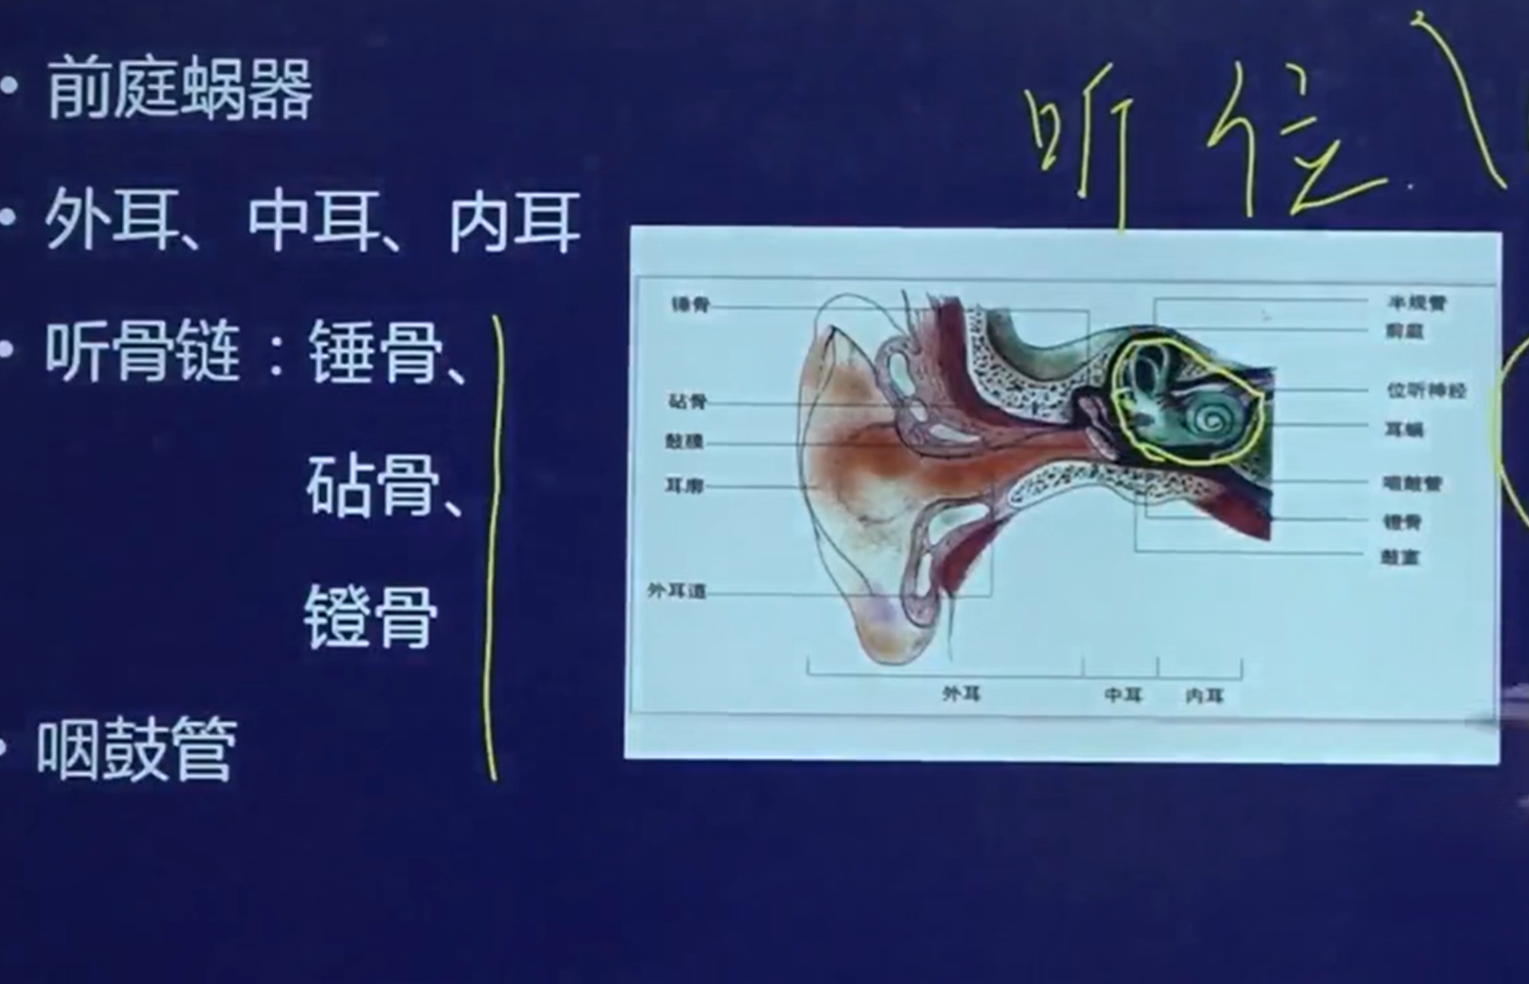 • 前庭蜗器
听位
• 外耳、中耳、内耳
• 听骨链：锤骨、
砧骨、
镫骨
• 咽鼓管
锤骨
砧骨
鼓膜
耳廓
外耳道
半规管
前庭
位听神经
耳蜗
咽鼓管
镫骨
鼓室
外耳 中耳 内耳